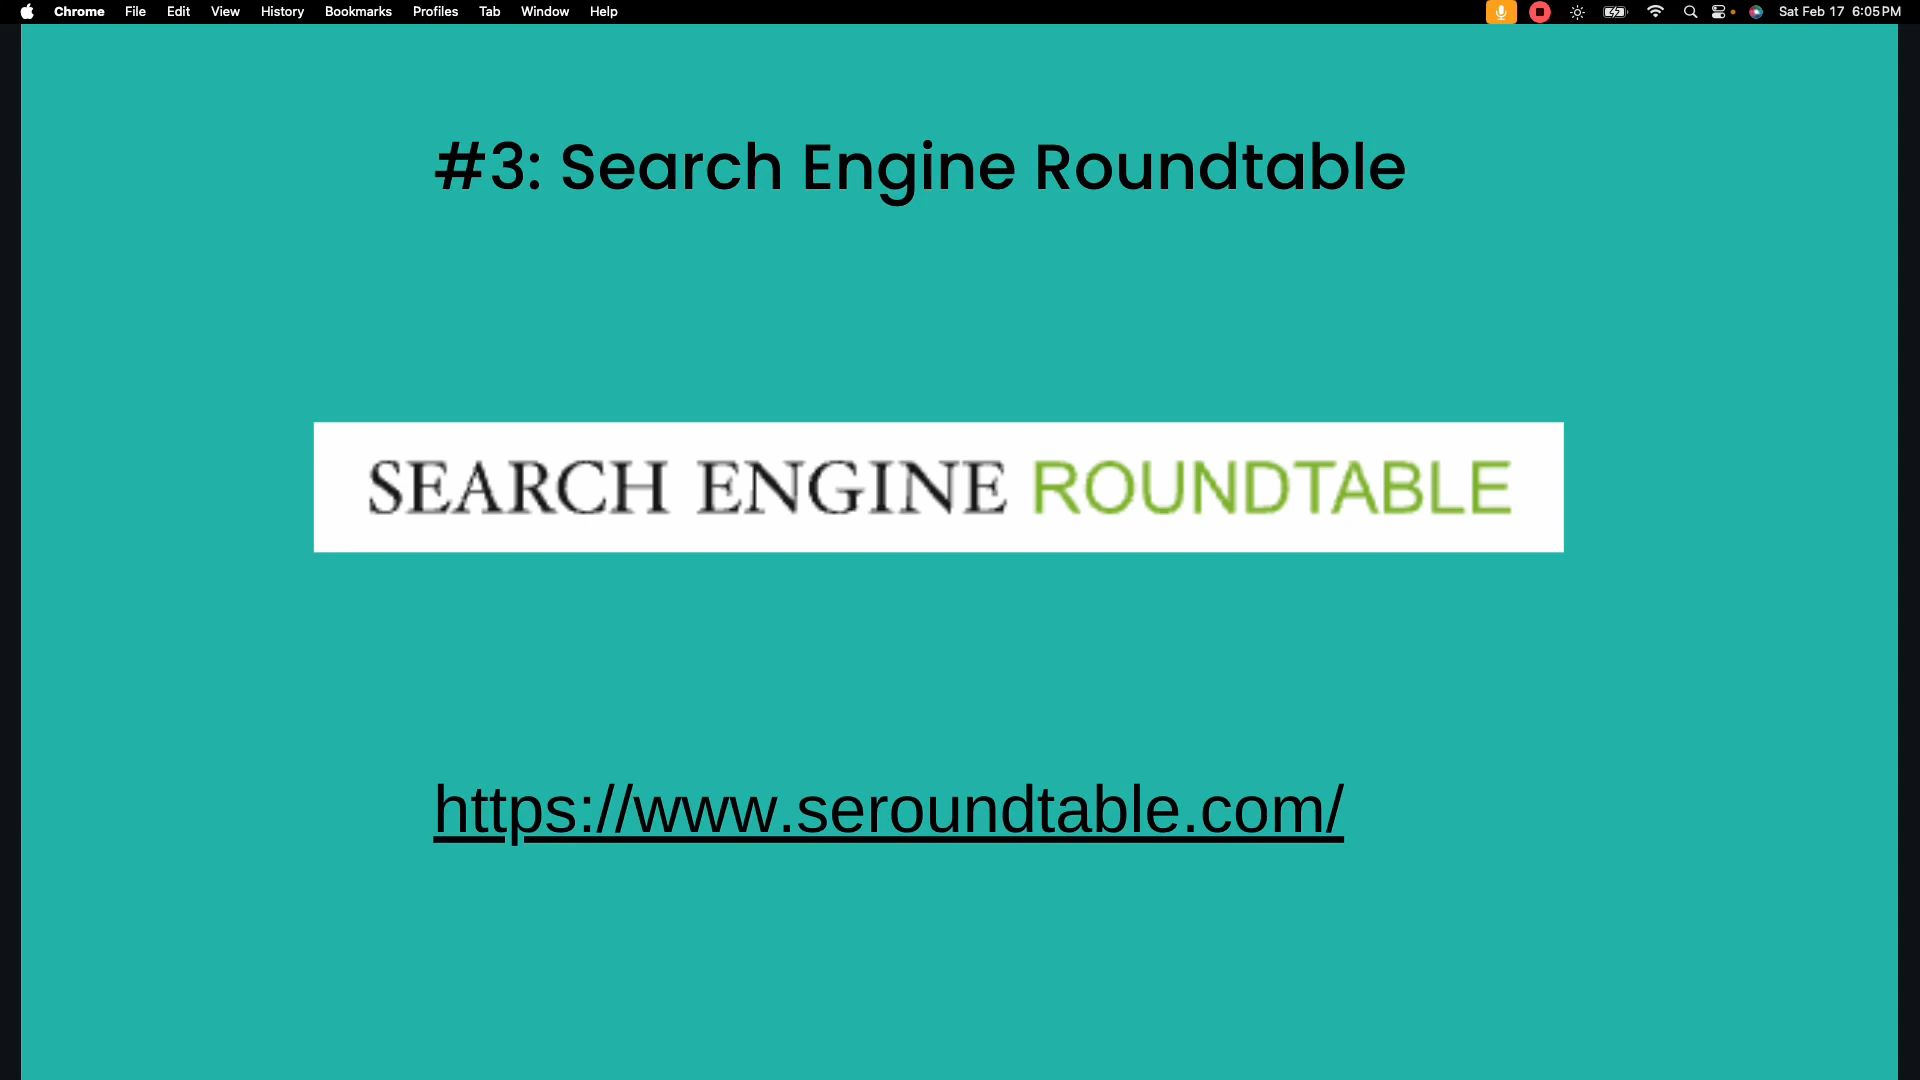 Chrome File Edit View History Bookmarks Profiles Tab Window Help Sat Feb 17 6:05 PM
#3: Search Engine Roundtable
SEARCH ENGINE ROUNDTABLE
https://www.seroundtable.com/